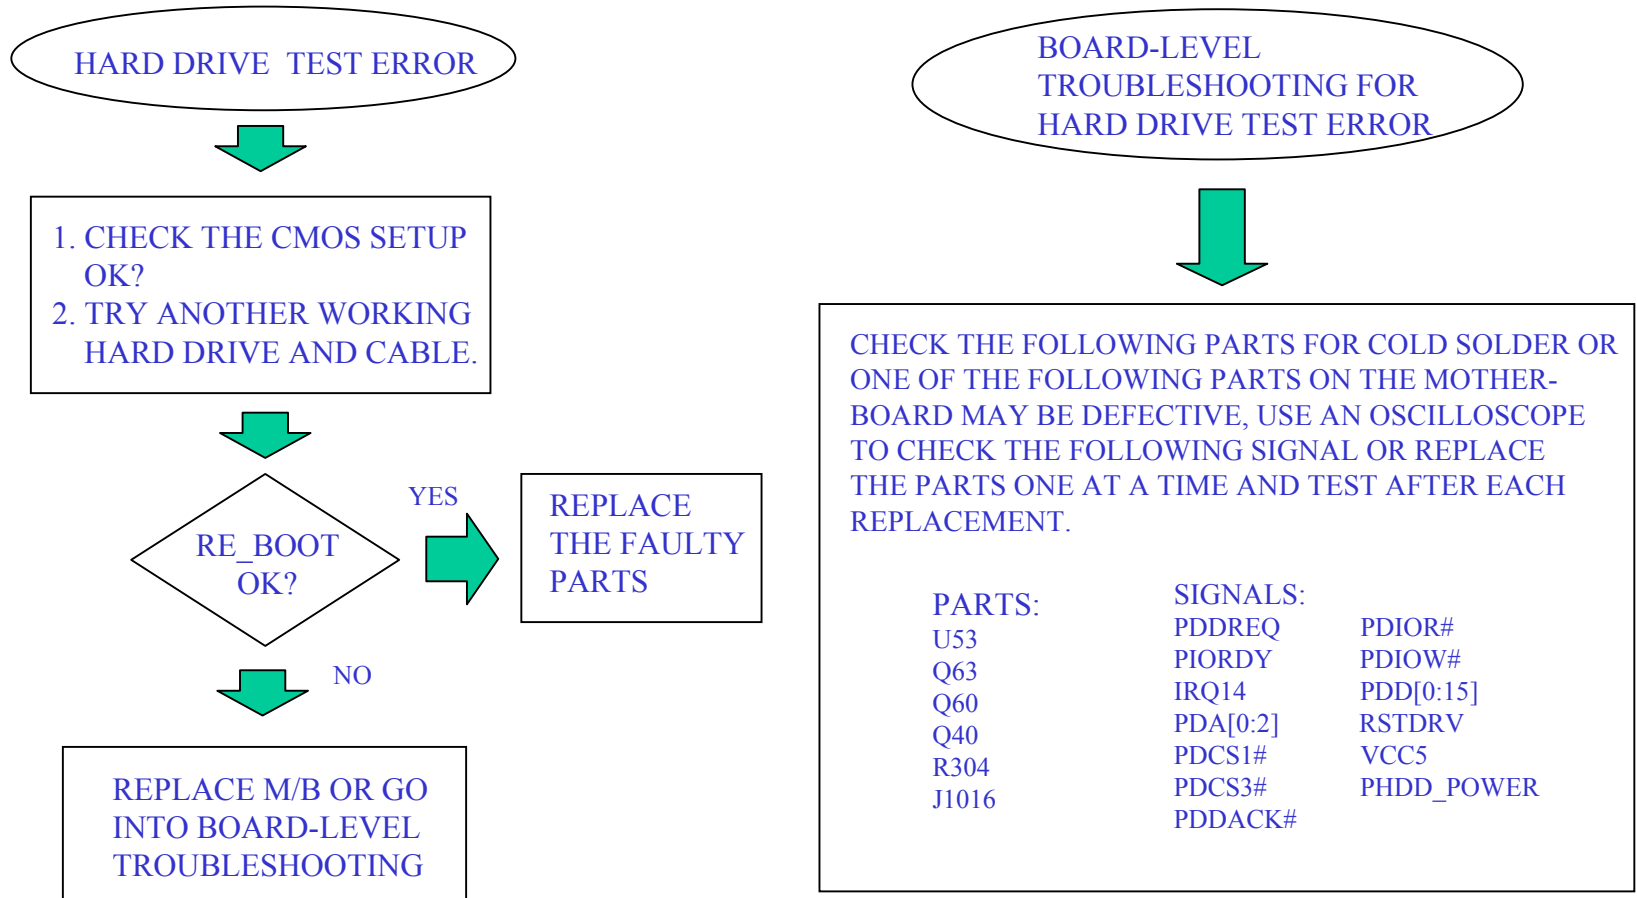 HARD DRIVE TEST ERROR
1. CHECK THE CMOS SETUP
OK?
2. TRY ANOTHER WORKING
HARD DRIVE AND CABLE.
RE_BOOT
OK?
YES
REPLACE
THE FAULTY
PARTS
NO
REPLACE M/B OR GO
INTO BOARD-LEVEL
TROUBLESHOOTING
BOARD-LEVEL
TROUBLESHOOTING FOR
HARD DRIVE TEST ERROR
CHECK THE FOLLOWING PARTS FOR COLD SOLDER OR
ONE OF THE FOLLOWING PARTS ON THE MOTHER-
BOARD MAY BE DEFECTIVE, USE AN OSCILLOSCOPE
TO CHECK THE FOLLOWING SIGNAL OR REPLACE
THE PARTS ONE AT A TIME AND TEST AFTER EACH
REPLACEMENT.
PARTS:
U53
Q63
Q60
Q40
R304
J1016
SIGNALS:
PDDREQ
PIORDY
IRQ14
PDA[0:2]
PDCS1#
PDCS3#
PDDACK#
PDIOR#
PDIOW#
PDD[0:15]
RSTDRV
VCC5
PHDD_POWER